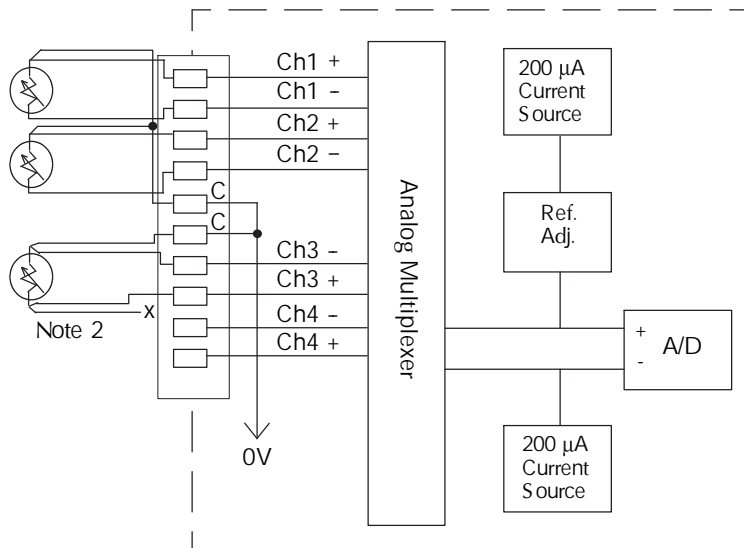 Ch1 +
Ch1 –
Ch2 +
Ch2 –
C
C
Ch3 –
Ch3 +
Ch4 –
Ch4 +
x
Note 2
0V
Analog Multiplexer
200 µA
Current
Source
Ref.
Adj.
+
A/D
-
200 µA
Current
Source